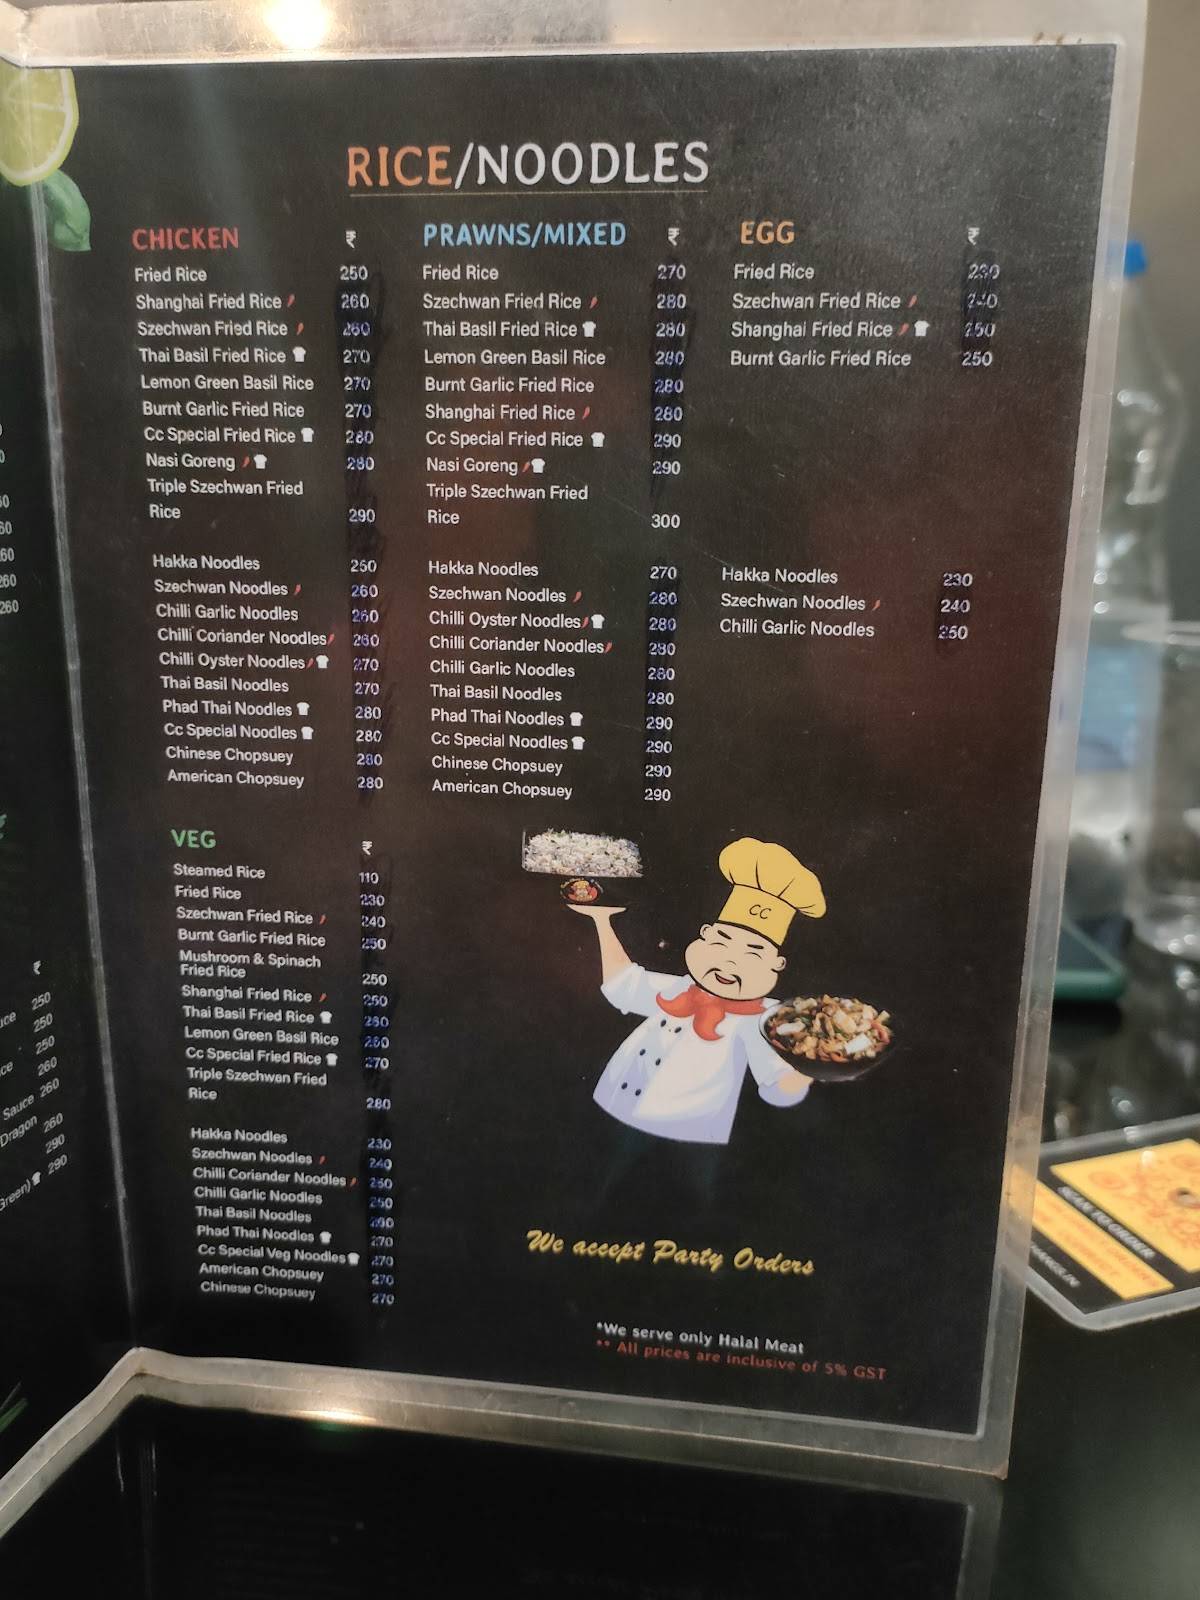 RICE/NOODLES
CHICKEN ₹
Fried Rice 250
Shanghai Fried Rice 260
Szechwan Fried Rice 260
Thai Basil Fried Rice 270
Lemon Green Basil Rice 270
Burnt Garlic Fried Rice 270
Cc Special Fried Rice 280
Nasi Goreng 280
Triple Szechwan Fried
Rice 290
Hakka Noodles 250
Szechwan Noodles 260
Chilli Garlic Noodles 260
Chilli Coriander Noodles 260
Chilli Oyster Noodles 270
Thai Basil Noodles 270
Phad Thai Noodles 280
Cc Special Noodles 280
Chinese Chopsuey 280
American Chopsuey 280
PRAWNS/MIXED ₹
Fried Rice 270
Szechwan Fried Rice 280
Thai Basil Fried Rice 280
Lemon Green Basil Rice 280
Burnt Garlic Fried Rice 280
Shanghai Fried Rice 280
Cc Special Fried Rice 290
Nasi Goreng 290
Triple Szechwan Fried
Rice 300
Hakka Noodles 270
Szechwan Noodles 280
Chilli Oyster Noodles 280
Chilli Coriander Noodles 280
Chilli Garlic Noodles 280
Thai Basil Noodles 280
Phad Thai Noodles 290
Cc Special Noodles 290
Chinese Chopsuey 290
American Chopsuey 290
EGG ₹
Fried Rice 230
Szechwan Fried Rice 240
Shanghai Fried Rice 250
Burnt Garlic Fried Rice 250
Hakka Noodles 230
Szechwan Noodles 240
Chilli Garlic Noodles 250
VEG ₹
Steamed Rice 110
Fried Rice 230
Szechwan Fried Rice 240
Burnt Garlic Fried Rice 250
Mushroom & Spinach
Fried Rice 250
Shanghai Fried Rice 250
Thai Basil Fried Rice
Lemon Green Basil Rice 260
Cc Special Fried Rice 270
Triple Szechwan Fried
Rice 280
Hakka Noodles 230
Szechwan Noodles 240
Chilli Coriander Noodles 250
Chilli Garlic Noodles 250
Thai Basil Noodles
Phad Thai Noodles 270
Cc Special Veg Noodles 270
American Chopsuey 270
Chinese Chopsuey 270
CC
We accept Party Orders
*We serve only Halal Meat
** All prices are inclusive of 5% GST
₹
250
250
250
260
Sauce 260
Dragon 260
290
290
SCAN TO ORDER